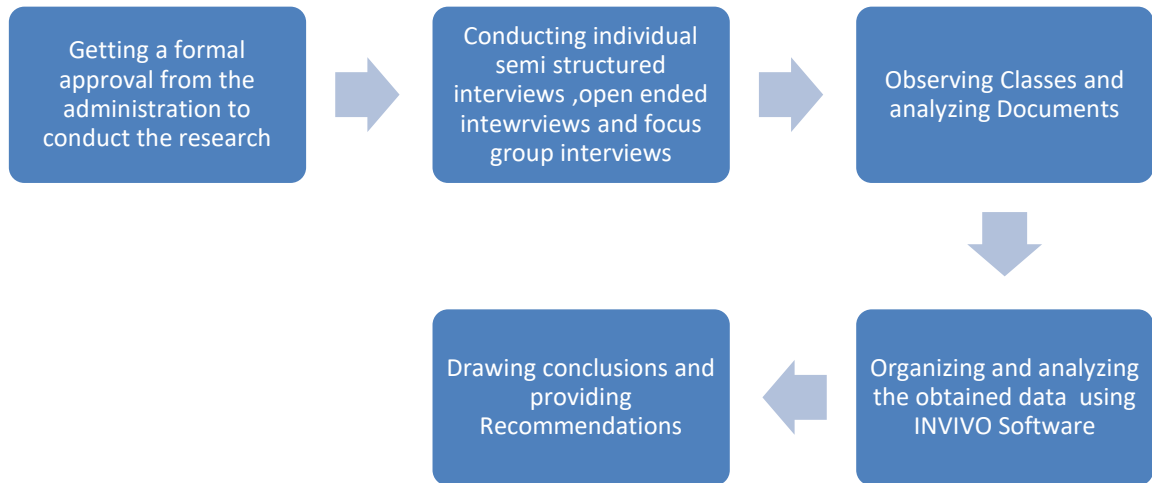 Getting a formal
approval from the
administration to
conduct the research
Conducting individual
semi structured
interviews ,open ended
intewrviews and focus
group interviews
Observing Classes and
analyzing Documents
Organizing and analyzing
the obtained data  using
INVIVO Software
Drawing conclusions and
providing
Recommendations